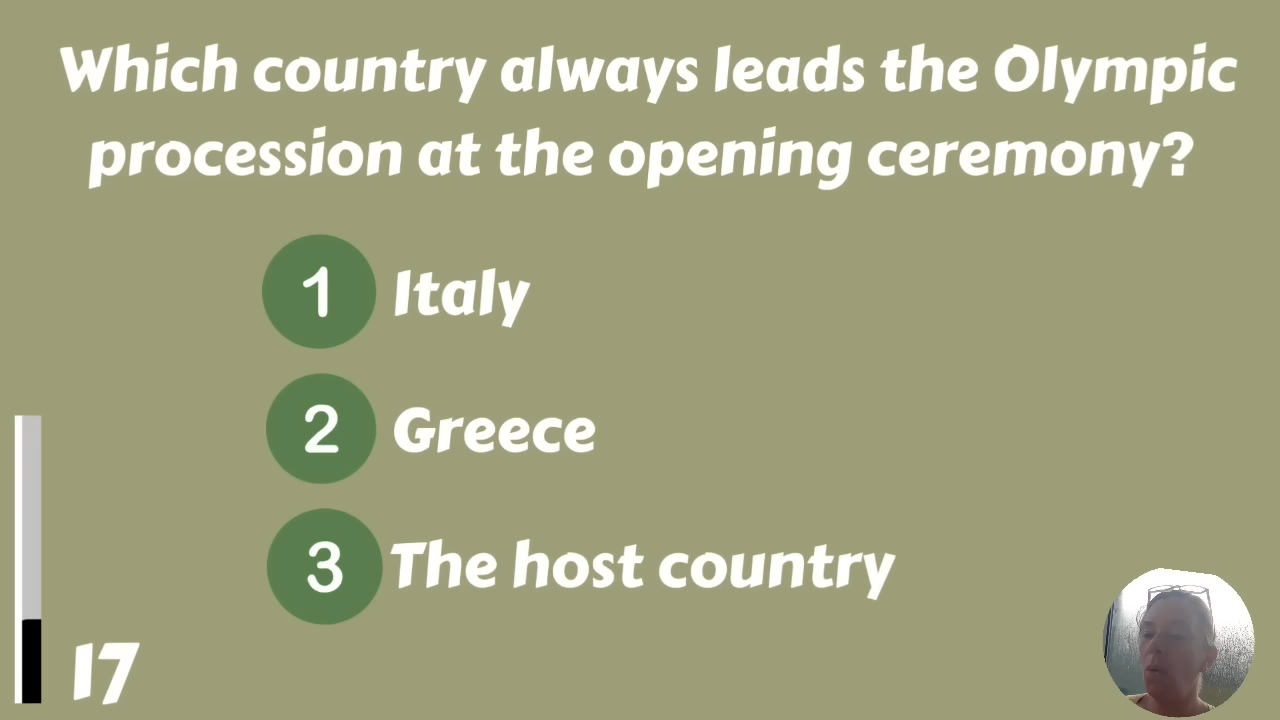 Which country always leads the Olympic
procession at the opening ceremony?
1 Italy
2 Greece
3 The host country
17